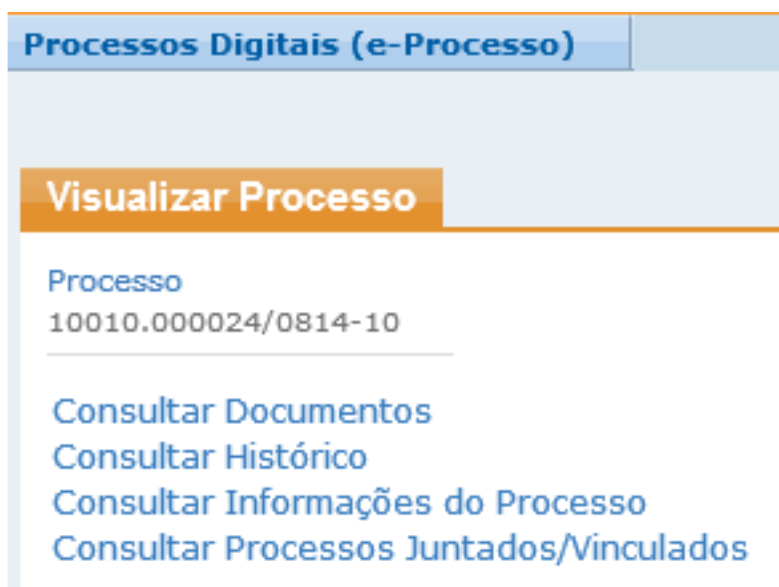 Processos Digitais (e-Processo)
Visualizar Processo
Processo
10010.000024/0814-10
Consultar Documentos
Consultar Histórico
Consultar Informações do Processo
Consultar Processos Juntados/Vinculados